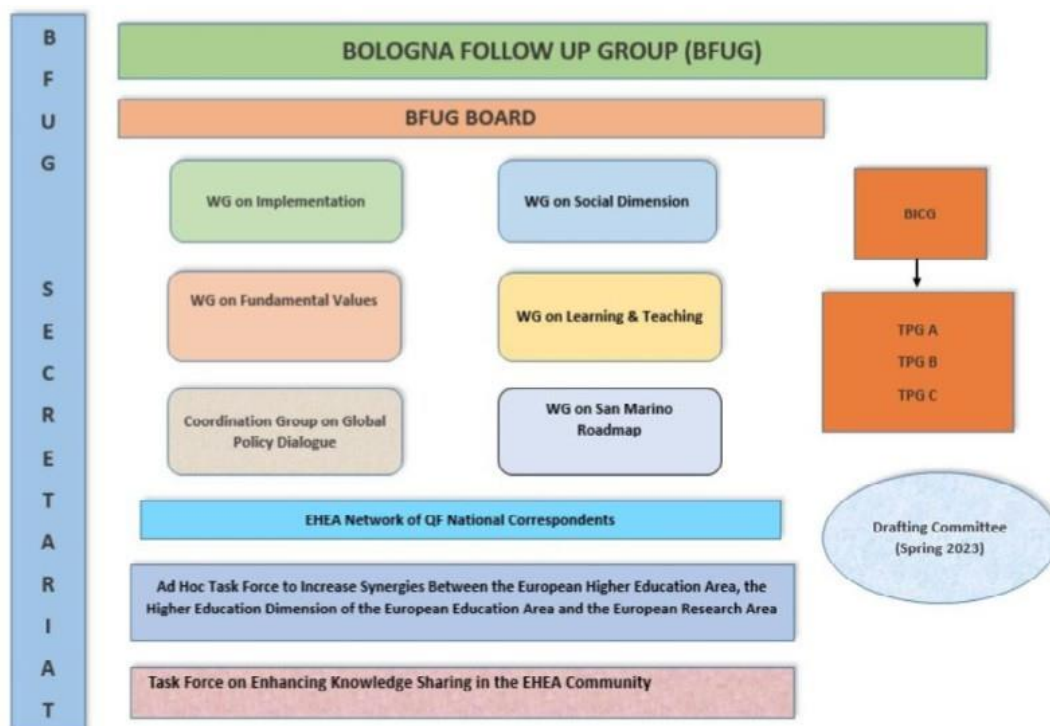 BFUG SECRETARIAT
BOLOGNA FOLLOW UP GROUP (BFUG)
BFUG BOARD
WG on Implementation
WG on Social Dimension
BICG
WG on Fundamental Values
WG on Learning & Teaching
TPG A
TPG B
TPG C
Coordination Group on Global
Policy Dialogue
WG on San Marino
Roadmap
EHEA Network of QF National Correspondents
Drafting Committee
(Spring 2023)
Ad Hoc Task Force to Increase Synergies Between the European Higher Education Area, the
Higher Education Dimension of the European Education Area and the European Research Area
Task Force on Enhancing Knowledge Sharing in the EHEA Community